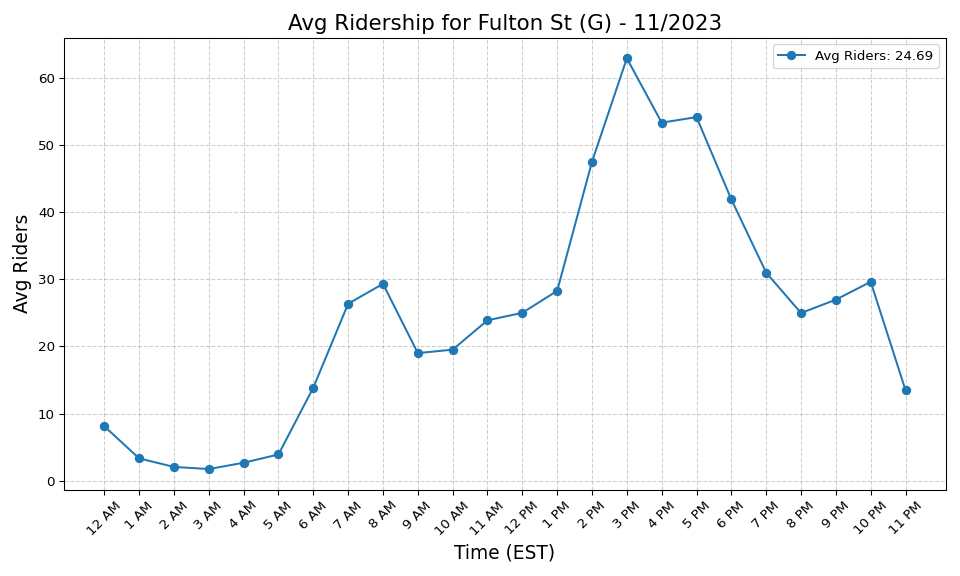 Avg Ridership for Fulton St (G) - 11/2023
Avg Riders: 24.69
Avg Riders
60
50
40
30
20
10
0
12 AM 1 AM 2 AM 3 AM 4 AM 5 AM 6 AM 7 AM 8 AM 9 AM 10 AM 11 AM 12 PM 1 PM 2 PM 3 PM 4 PM 5 PM 6 PM 7 PM 8 PM 9 PM 10 PM 11 PM
Time (EST)